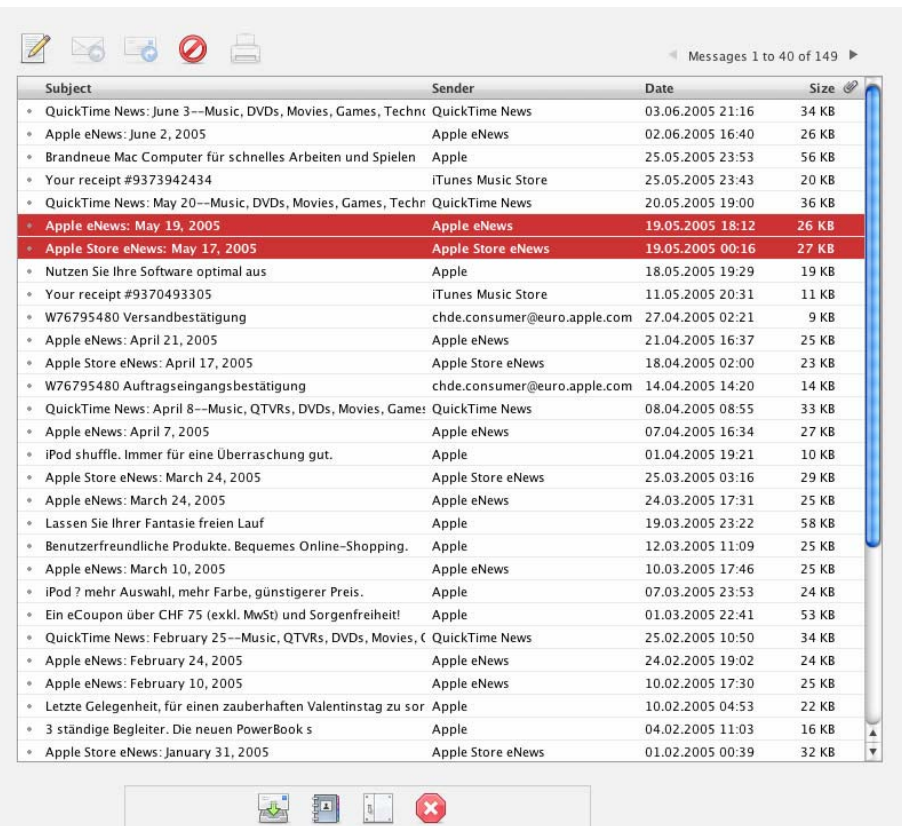 Messages 1 to 40 of 149
Subject Sender Date Size
QuickTime News: June 3--Music, DVDs, Movies, Games, Techno QuickTime News 03.06.2005 21:16 34 KB
Apple eNews: June 2, 2005 Apple eNews 02.06.2005 16:40 26 KB
Brandneue Mac Computer für schnelles Arbeiten und Spielen Apple 25.05.2005 23:53 56 KB
Your receipt #9373942434 iTunes Music Store 25.05.2005 23:43 20 KB
QuickTime News: May 20--Music, DVDs, Movies, Games, Techn QuickTime News 20.05.2005 19:00 36 KB
Apple eNews: May 19, 2005 Apple eNews 19.05.2005 18:12 26 KB
Apple Store eNews: May 17, 2005 Apple Store eNews 19.05.2005 00:16 27 KB
Nutzen Sie Ihre Software optimal aus Apple 18.05.2005 19:29 19 KB
Your receipt #9370493305 iTunes Music Store 11.05.2005 20:31 11 KB
W76795480 Versandbestätigung chde.consumer@euro.apple.com 27.04.2005 02:21 9 KB
Apple eNews: April 21, 2005 Apple eNews 21.04.2005 16:37 25 KB
Apple Store eNews: April 17, 2005 Apple Store eNews 18.04.2005 02:00 23 KB
W76795480 Auftragseingangsbestätigung chde.consumer@euro.apple.com 14.04.2005 14:20 14 KB
QuickTime News: April 8--Music, QTVRs, DVDs, Movies, Games QuickTime News 08.04.2005 08:55 33 KB
Apple eNews: April 7, 2005 Apple eNews 07.04.2005 16:34 27 KB
iPod shuffle. Immer für eine Überraschung gut. Apple 01.04.2005 19:21 10 KB
Apple Store eNews: March 24, 2005 Apple Store eNews 25.03.2005 03:16 29 KB
Apple eNews: March 24, 2005 Apple eNews 24.03.2005 17:31 25 KB
Lassen Sie Ihrer Fantasie freien Lauf Apple 19.03.2005 23:22 58 KB
Benutzerfreundliche Produkte. Bequemes Online-Shopping. Apple 12.03.2005 11:09 25 KB
Apple eNews: March 10, 2005 Apple eNews 10.03.2005 17:46 25 KB
iPod ? mehr Auswahl, mehr Farbe, günstigerer Preis. Apple 07.03.2005 23:53 24 KB
Ein eCoupon über CHF 75 (exkl. MwSt) und Sorgenfreiheit! Apple 01.03.2005 22:41 53 KB
QuickTime News: February 25--Music, QTVRs, DVDs, Movies, QuickTime News 25.02.2005 10:50 34 KB
Apple eNews: February 24, 2005 Apple eNews 24.02.2005 19:02 24 KB
Apple eNews: February 10, 2005 Apple eNews 10.02.2005 17:30 25 KB
Letzte Gelegenheit, für einen zauberhaften Valentinstag zu sor Apple 10.02.2005 04:53 22 KB
3 ständige Begleiter. Die neuen PowerBook s Apple 04.02.2005 11:03 16 KB
Apple Store eNews: January 31, 2005 Apple Store eNews 01.02.2005 00:39 32 KB